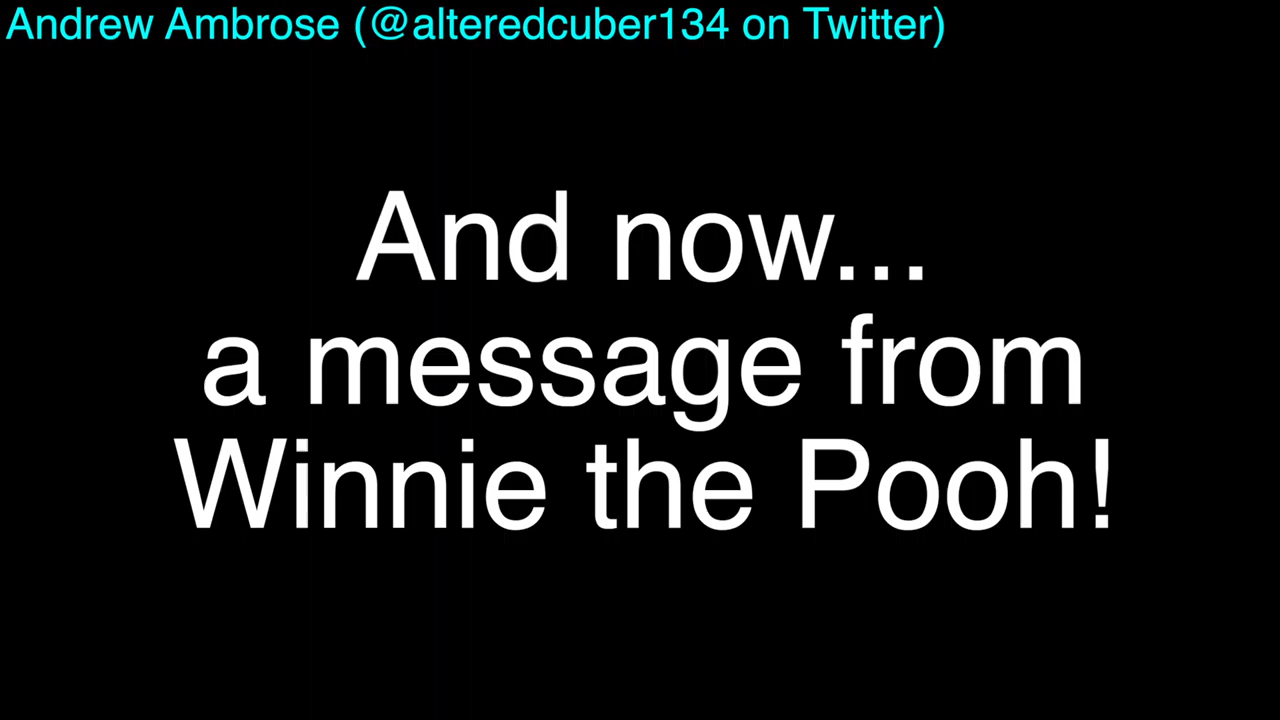 Andrew Ambrose (@alteredcuber134 on Twitter)
And now...
a message from
Winnie the Pooh!